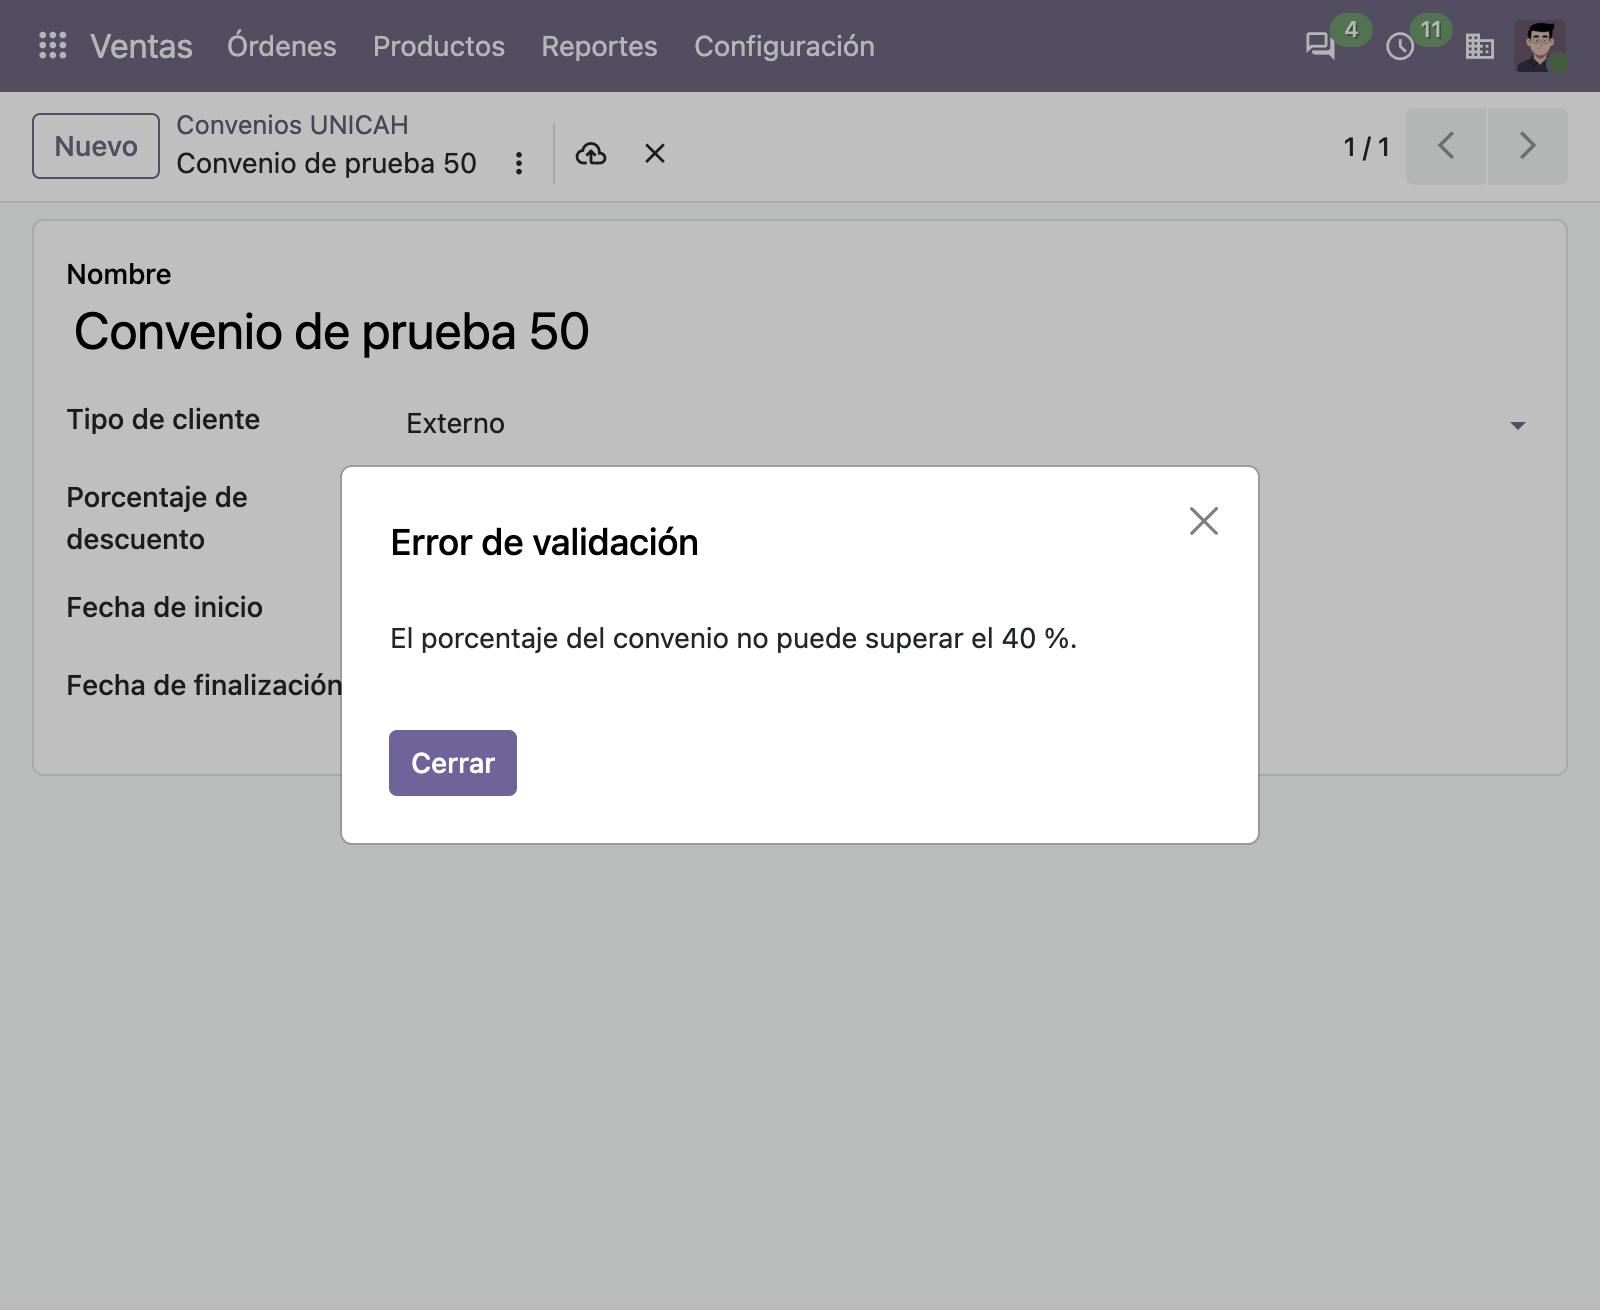 Ventas Órdenes Productos Reportes Configuración 4 11
Nuevo
Convenios UNICAH
Convenio de prueba 50
1 / 1
Nombre
Convenio de prueba 50
Tipo de cliente Externo
Porcentaje de
descuento
Fecha de inicio
Fecha de finalización
Error de validación
El porcentaje del convenio no puede superar el 40 %.
Cerrar